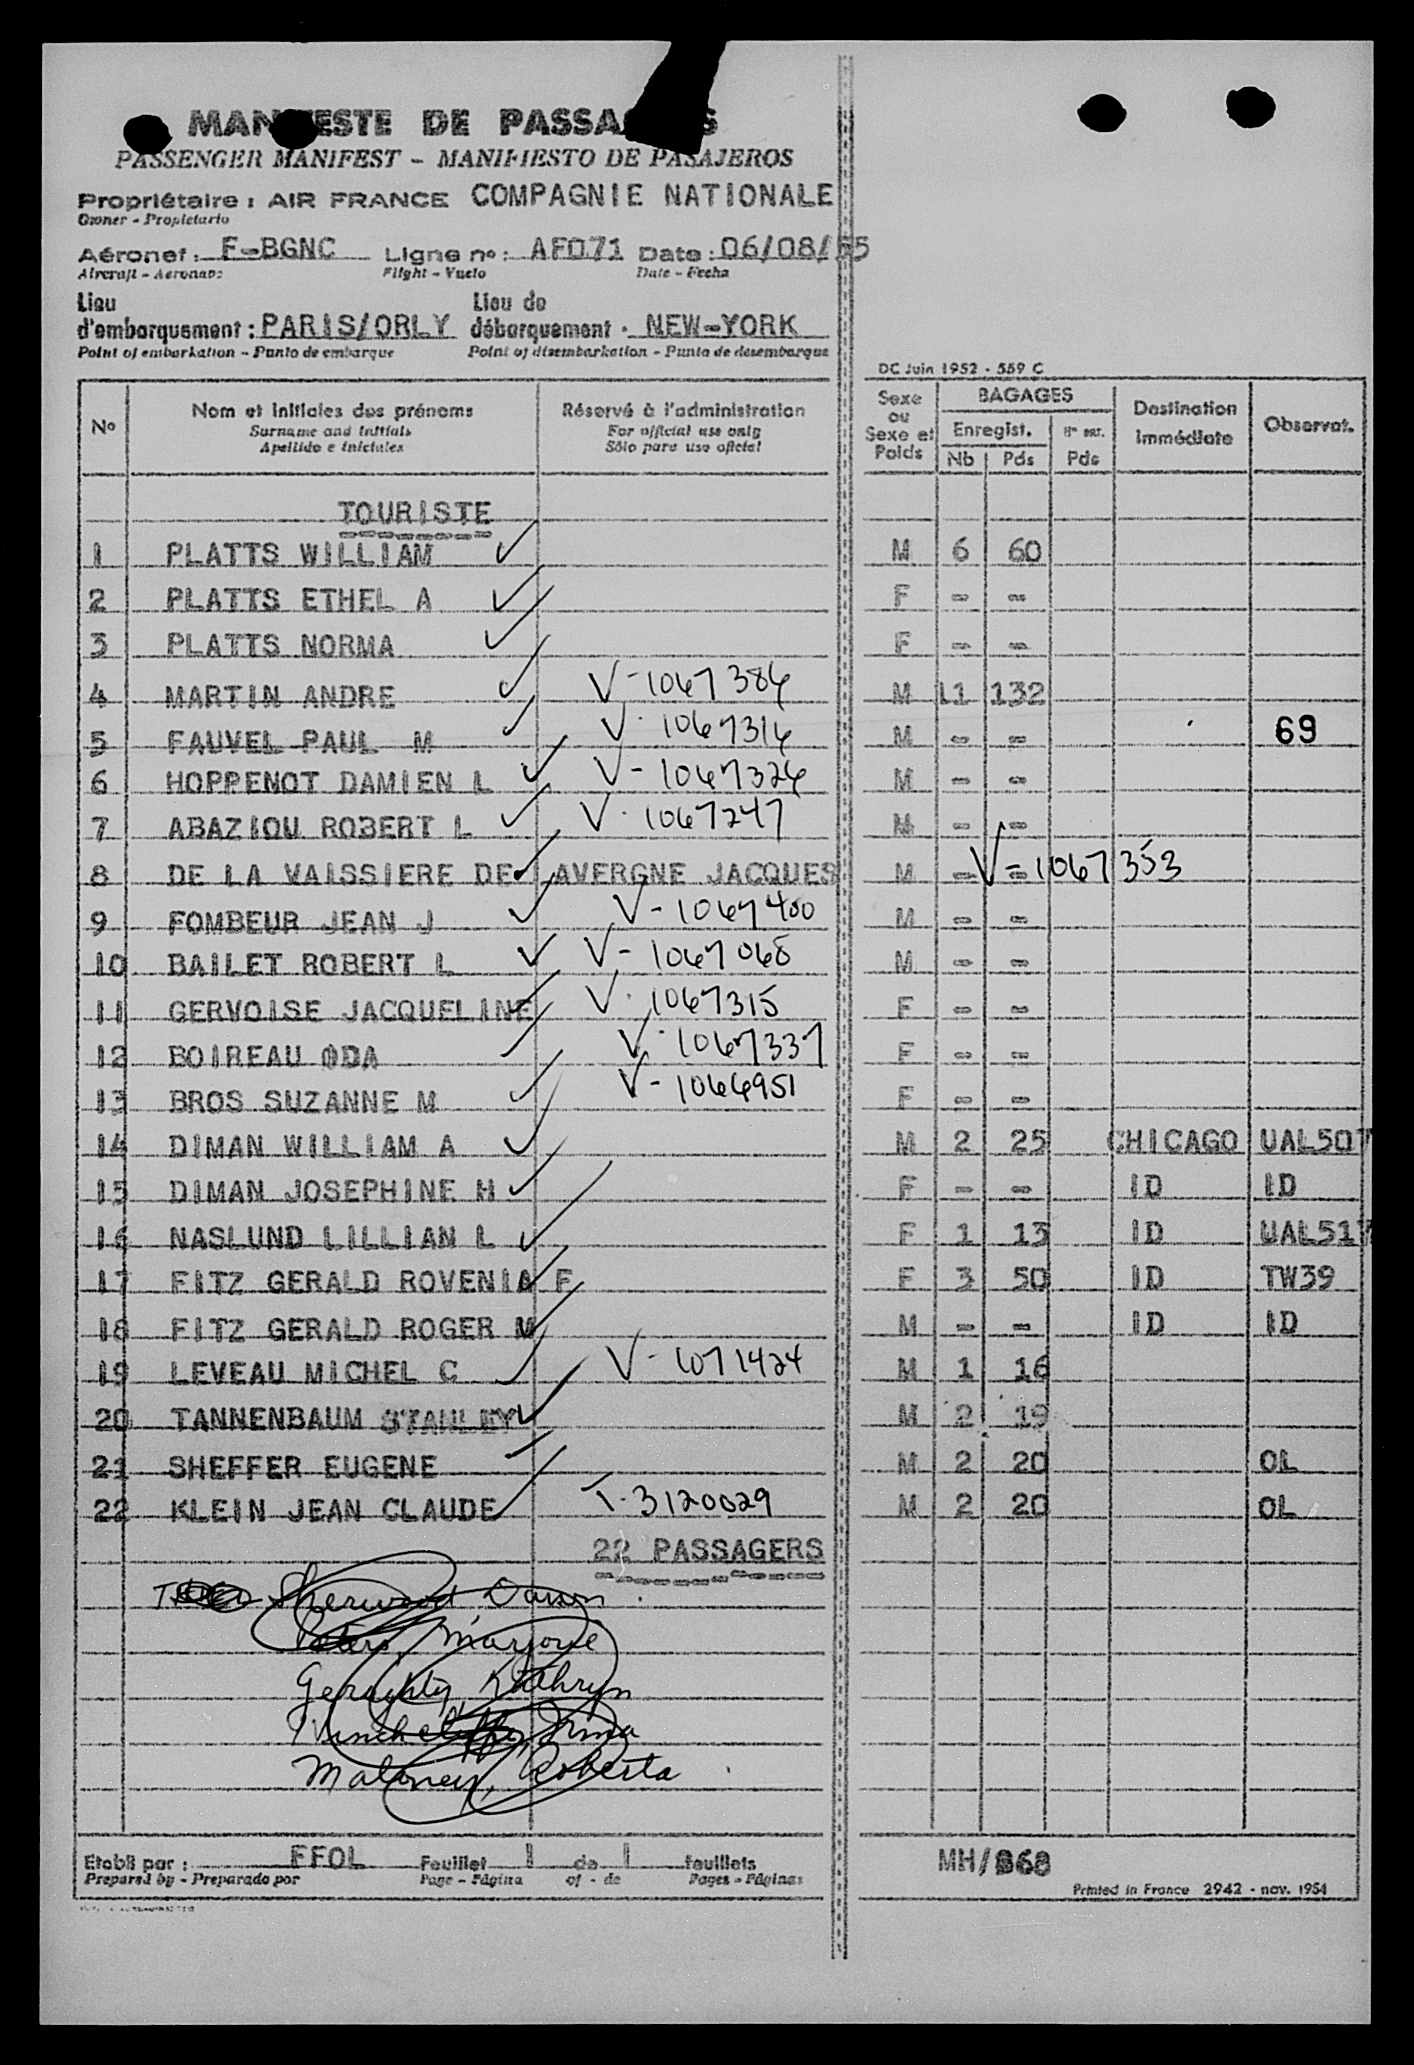 MANIFESTE DE PASSAGERS
PASSENGER MANIFEST - MANIFIESTO DE PASAJEROS
Propriétaire : AIR FRANCE COMPAGNIE NATIONALE
Owner - Propietario
Aéronef : F-BGNC Ligne no : AF071 Date : 06/08/55
Aircraft - Aeronave Flight - Vuelo Date - Fecha
Lieu d'embarquement : PARIS/ORLY Lieu de débarquement : NEW-YORK
Point of embarkation - Punto de embarque Point of disembarkation - Punto de desembarque
DC Juin 1952 - 559 C
No Nom et initiales des prénoms Réservé à l'administration Sexe ou Sexe et Poids BAGAGES Destination immédiate Observat.
Surname and initials For official use only Enregist.
Apellido e iniciales Sólo para uso oficial Nb Pds Pds
TOURISTE
1 PLATTS WILLIAM M 6 60
2 PLATTS ETHEL A F - -
3 PLATTS NORMA F - -
4 MARTIN ANDRE V-1067384 M 11 132
5 FAUVEL PAUL M V-1067314 M - - 69
6 HOPPENOT DAMIEN L V-1067324 M - -
7 ABAZIOU ROBERT L V-1067247 M - -
8 DE LA VAISSIERE DE LAVERGNE JACQUES M - - V-1067353
9 FOMBEUR JEAN J V-1067400 M - -
10 BAILET ROBERT L V-1067068 M - -
11 GERVOISE JACQUELINE V-1067315 F - -
12 BOIREAU ODA V-1067337 F - -
13 BROS SUZANNE M V-1066951 F - -
14 DIMAN WILLIAM A M 2 25 CHICAGO UAL507
15 DIMAN JOSEPHINE H F - - ID ID
16 NASLUND LILLIAN L F 1 13 ID UAL517
17 FITZ GERALD ROVENIA F F 3 50 ID TW39
18 FITZ GERALD ROGER M M - - ID ID
19 LEVEAU MICHEL C V-1071424 M 1 16
20 TANNENBAUM STANLEY M 2 19
21 SHEFFER EUGENE M 2 20 OL
22 KLEIN JEAN CLAUDE T-3120029 M 2 20 OL
22 PASSAGERS
Sherwood,
Marjorie
Geraghty, Kathryn
Irma
Maloney, Roberta
Etabli par : FFOL Feuillet 1 de 1 feuillets MH/868
Prepared by - Preparado por Page - Página of - de Pages - Páginas
Printed in France 2942 - nov. 1954